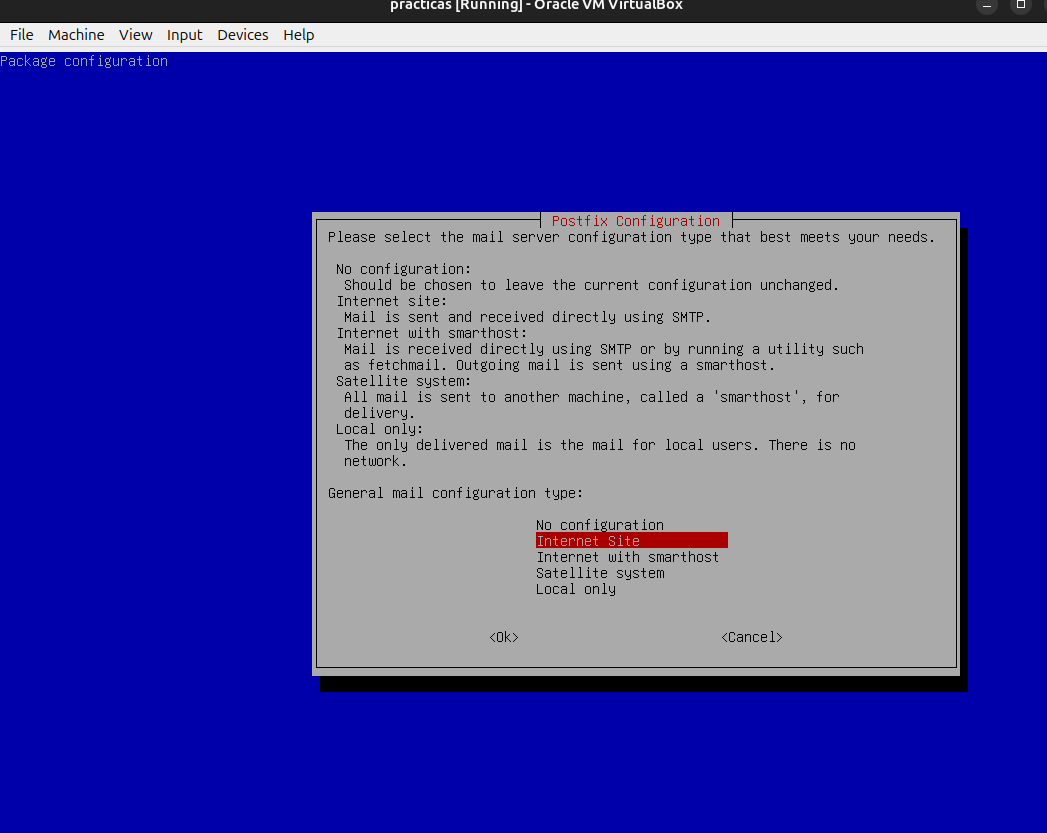 practicas [Running] - Oracle VM VirtualBox
File Machine View Input Devices Help
Package configuration
Postfix Configuration
Please select the mail server configuration type that best meets your needs.
No configuration:
Should be chosen to leave the current configuration unchanged.
Internet site:
Mail is sent and received directly using SMTP.
Internet with smarthost:
Mail is received directly using SMTP or by running a utility such
as fetchmail. Outgoing mail is sent using a smarthost.
Satellite system:
All mail is sent to another machine, called a 'smarthost', for
delivery.
Local only:
The only delivered mail is the mail for local users. There is no
network.
General mail configuration type:
No configuration
Internet Site
Internet with smarthost
Satellite system
Local only
<Ok> <Cancel>